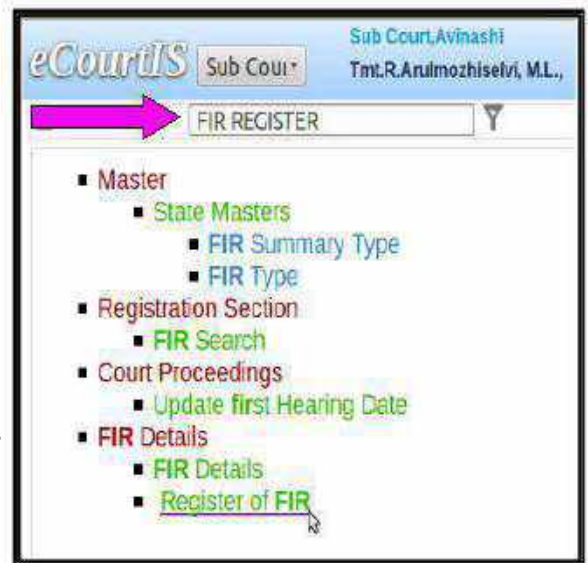 Sub Court,Avinashi
eCourtIS Sub Cour
Tmt.R.Arulmozhiselvi, M.L.,
FIR REGISTER
Master
State Masters
FIR Summary Type
FIR Type
Registration Section
FIR Search
Court Proceedings
Update first Hearing Date
FIR Details
FIR Details
Register of FIR